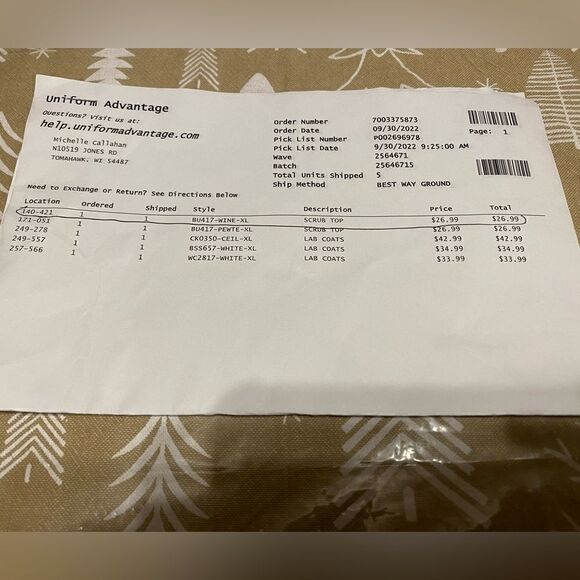 Uniform Advantage
Questions? Visit us at:
help.uniformadvantage.com
Michelle Callahan
N10519 JONES RD
TOMAHAWK, WI 54487
Order Number 7003375873
Order Date 09/30/2022
Pick List Number P002696978
Pick List Date 9/30/2022 9:25:00 AM
Wave 2564671
Batch 25646715
Total Units Shipped 5
Ship Method BEST WAY GROUND
Page: 1
Need to Exchange or Return? See Directions Below
Location Ordered Shipped Style Description Price Total
140-421 1 1 BU417-WINE-XL SCRUB TOP $26.99 $26.99
171-051 1 1 BU417-PEWTE-XL SCRUB TOP $26.99 $26.99
249-278 1 1 CK0350-CEIL-XL LAB COATS $42.99 $42.99
249-557 1 1 BSS657-WHITE-XL LAB COATS $34.99 $34.99
257-566 1 1 WC2817-WHITE-XL LAB COATS $33.99 $33.99